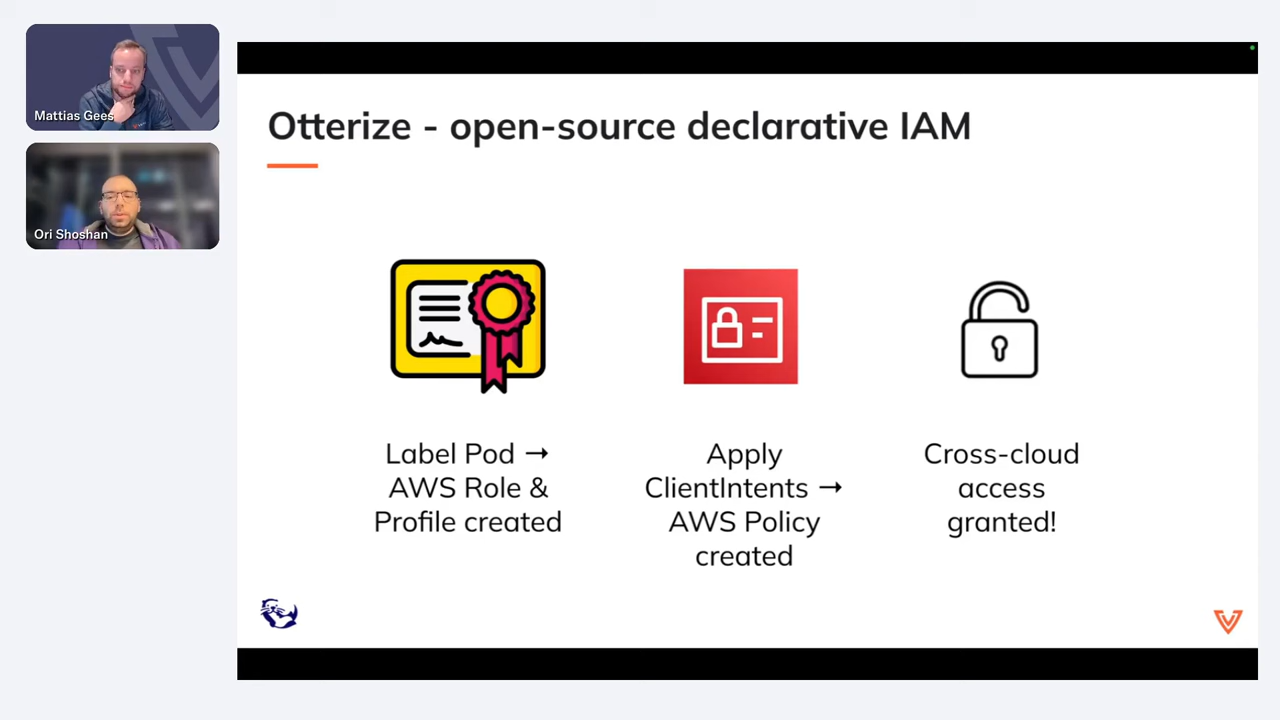 Mattias Gees
Ori Shoshan
Otterize - open-source declarative IAM
Label Pod →
AWS Role &
Profile created
Apply
ClientIntents →
AWS Policy
created
Cross-cloud
access
granted!